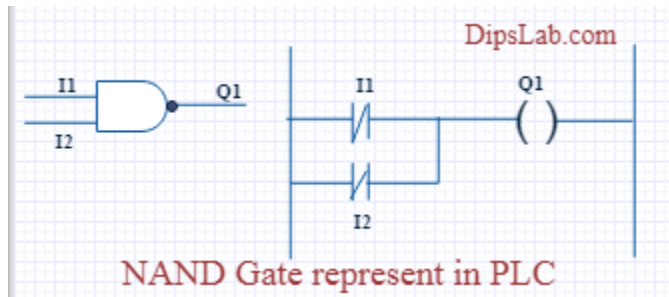 DipsLab.com
I1
I2
Q1
I1
Q1
I2
NAND Gate represent in PLC